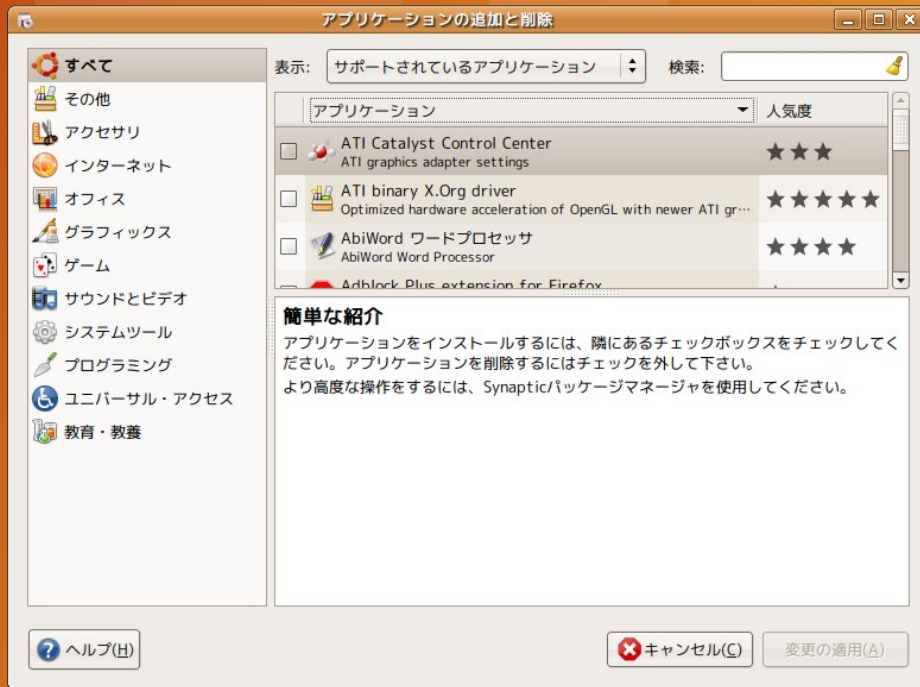 アプリケーションの追加と削除
すべて
その他
アクセサリ
インターネット
オフィス
グラフィックス
ゲーム
サウンドとビデオ
システムツール
プログラミング
ユニバーサル・アクセス
教育・教養
表示: サポートされているアプリケーション 検索:
アプリケーション 人気度
ATI Catalyst Control Center
ATI graphics adapter settings
ATI binary X.Org driver
Optimized hardware acceleration of OpenGL with newer ATI gr…
AbiWord ワードプロセッサ
AbiWord Word Processor
Adblock Plus extension for Firefox
簡単な紹介
アプリケーションをインストールするには、隣にあるチェックボックスをチェックしてく
ださい。アプリケーションを削除するにはチェックを外して下さい。
より高度な操作をするには、Synapticパッケージマネージャを使用してください。
ヘルプ(H)
キャンセル(C)
変更の適用(A)